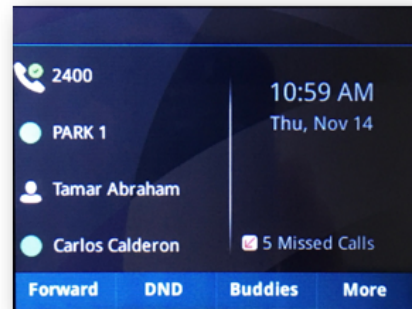 2400
PARK 1
Tamar Abraham
Carlos Calderon
10:59 AM
Thu, Nov 14
5 Missed Calls
Forward DND Buddies More